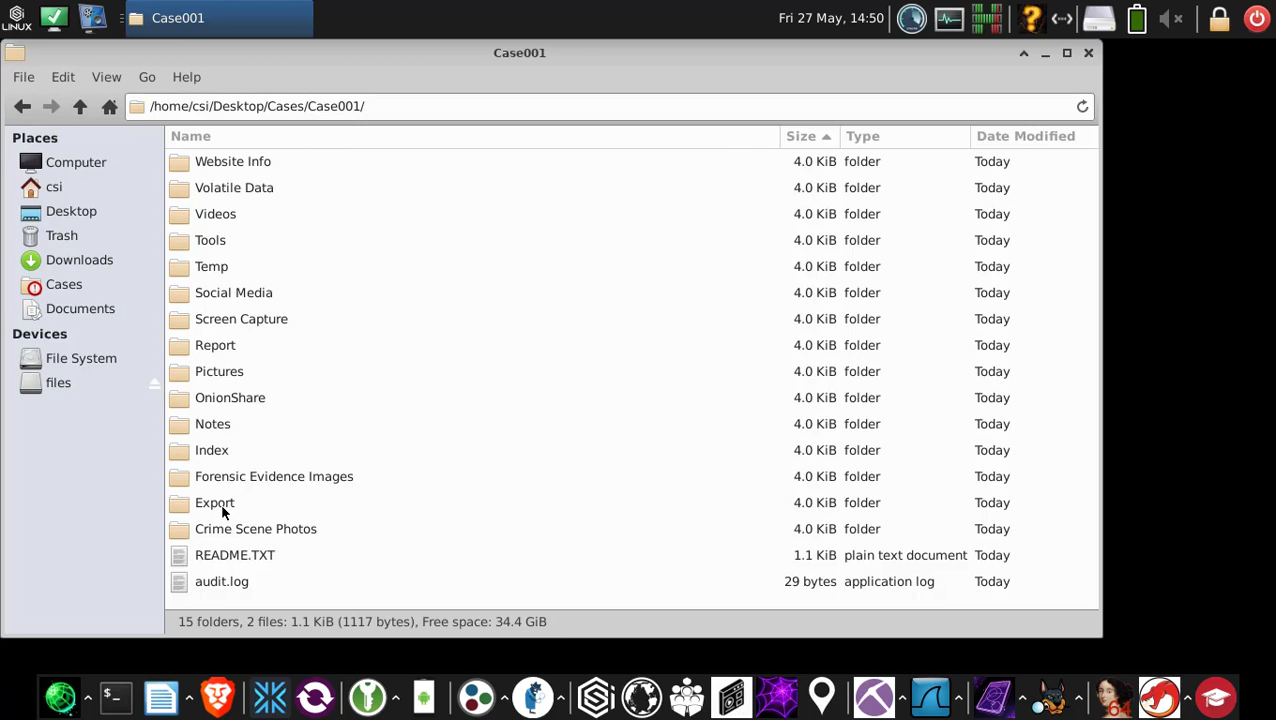 LINUX
Case001
Fri 27 May, 14:50
Case001
File Edit View Go Help
/home/csi/Desktop/Cases/Case001/
Places
Computer
csi
Desktop
Trash
Downloads
Cases
Documents
Devices
File System
files
Name Size Type Date Modified
Website Info 4.0 KiB folder Today
Volatile Data 4.0 KiB folder Today
Videos 4.0 KiB folder Today
Tools 4.0 KiB folder Today
Temp 4.0 KiB folder Today
Social Media 4.0 KiB folder Today
Screen Capture 4.0 KiB folder Today
Report 4.0 KiB folder Today
Pictures 4.0 KiB folder Today
OnionShare 4.0 KiB folder Today
Notes 4.0 KiB folder Today
Index 4.0 KiB folder Today
Forensic Evidence Images 4.0 KiB folder Today
Export 4.0 KiB folder Today
Crime Scene Photos 4.0 KiB folder Today
README.TXT 1.1 KiB plain text document Today
audit.log 29 bytes application log Today
15 folders, 2 files: 1.1 KiB (1117 bytes), Free space: 34.4 GiB
$_
64